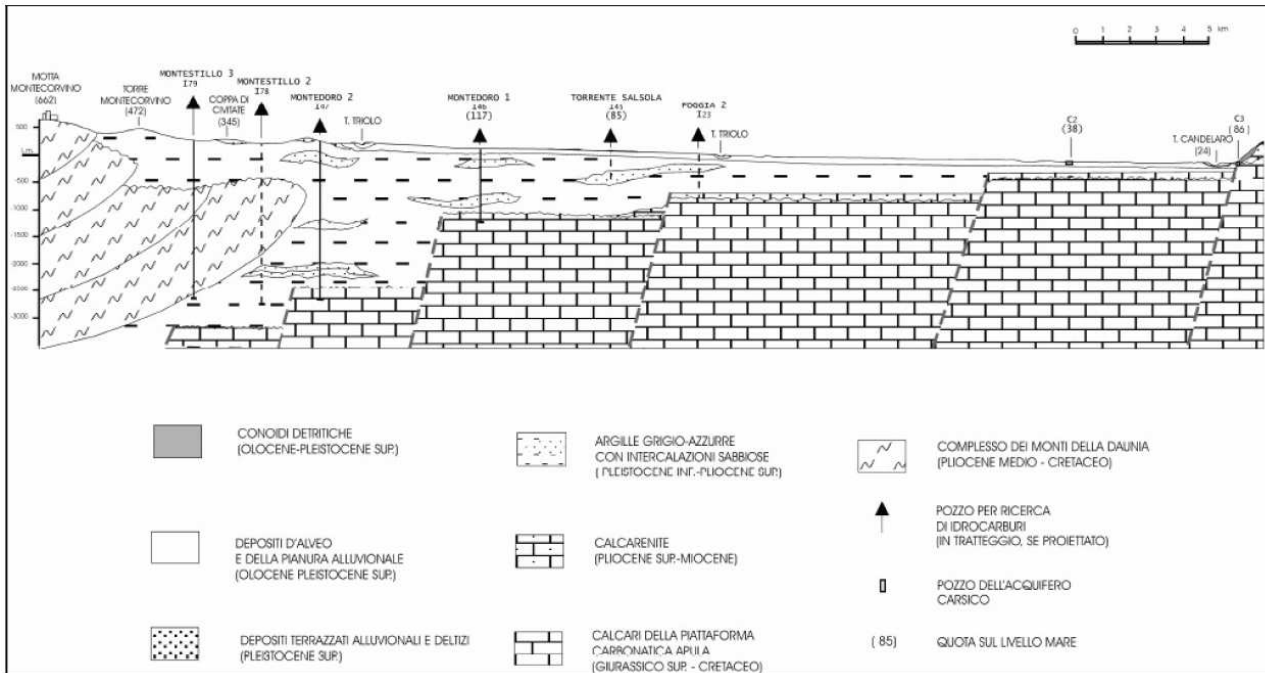 0 1 2 3 4 5 km
MOTTA
MONTECORVINO
(662)
TORRE
MONTECORVINO
(472)
MONTESTILLO 3
I79
COPPA DI
CIVITATE
(345)
MONTESTILLO 2
I78
MONTEDORO 2
T. TRIOLO
MONTEDORO 1
I46
(117)
TORRENTE SALSOLA
(85)
FOGGIA 2
I23
T. TRIOLO
C2
(38)
T. CANDELARO
(24)
C3
(86)
500
-500
-1000
-1500
-2000
-2500
-3000
CONOIDI DETRITICHE
(OLOCENE-PLEISTOCENE SUP.)
DEPOSITI D'ALVEO
E DELLA PIANURA ALLUVIONALE
(OLOCENE PLEISTOCENE SUP.)
DEPOSITI TERRAZZATI ALLUVIONALI E DELTIZI
(PLEISTOCENE SUP.)
ARGILLE GRIGIO-AZZURRE
CON INTERCALAZIONI SABBIOSE
( PLEISTOCENE INF.-PLIOCENE SUP.)
CALCARENITE
(PLIOCENE SUP.-MIOCENE)
CALCARI DELLA PIATTAFORMA
CARBONATICA APULA
(GIURASSICO SUP. - CRETACEO)
COMPLESSO DEI MONTI DELLA DAUNIA
(PLIOCENE MEDIO - CRETACEO)
POZZO PER RICERCA
DI IDROCARBURI
(IN TRATTEGGIO, SE PROIETTATO)
POZZO DELL'ACQUIFERO
CARSICO
( 85) QUOTA SUL LIVELLO MARE